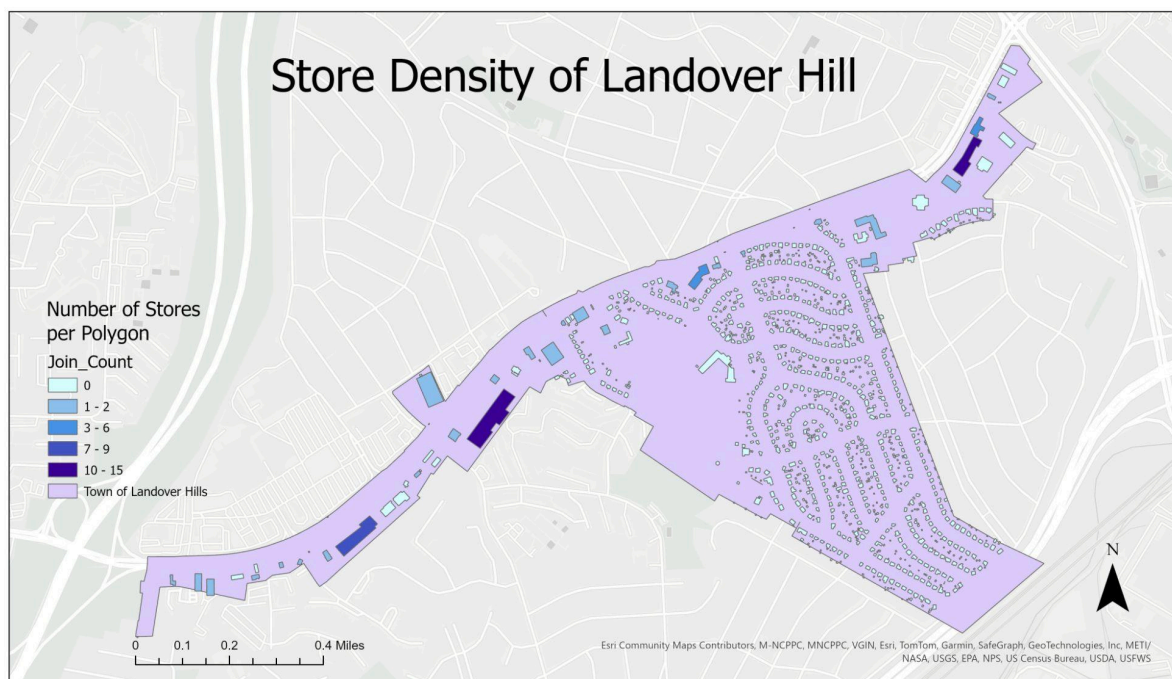 Store Density of Landover Hill
Number of Stores
per Polygon
Join_Count
0
1 - 2
3 - 6
7 - 9
10 - 15
Town of Landover Hills
N
0 0.1 0.2 0.4 Miles
Esri Community Maps Contributors, M-NCPPC, MNCPPC, VGIN, Esri, TomTom, Garmin, SafeGraph, GeoTechnologies, Inc, METI/
NASA, USGS, EPA, NPS, US Census Bureau, USDA, USFWS